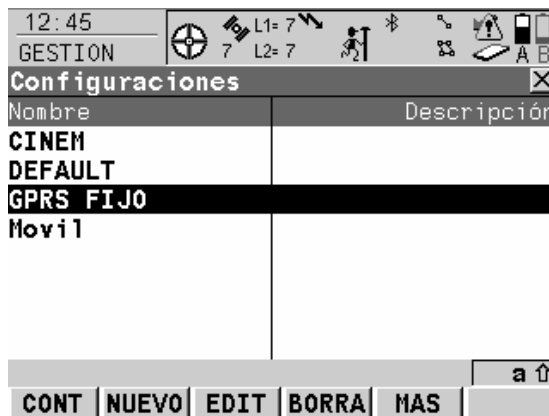 12:45
GESTION
7 L1= 7
L2= 7
A B
Configuraciones
Nombre Descripción
CINEM
DEFAULT
GPRS FIJO
Movil
a
CONT NUEVO EDIT BORRA MAS